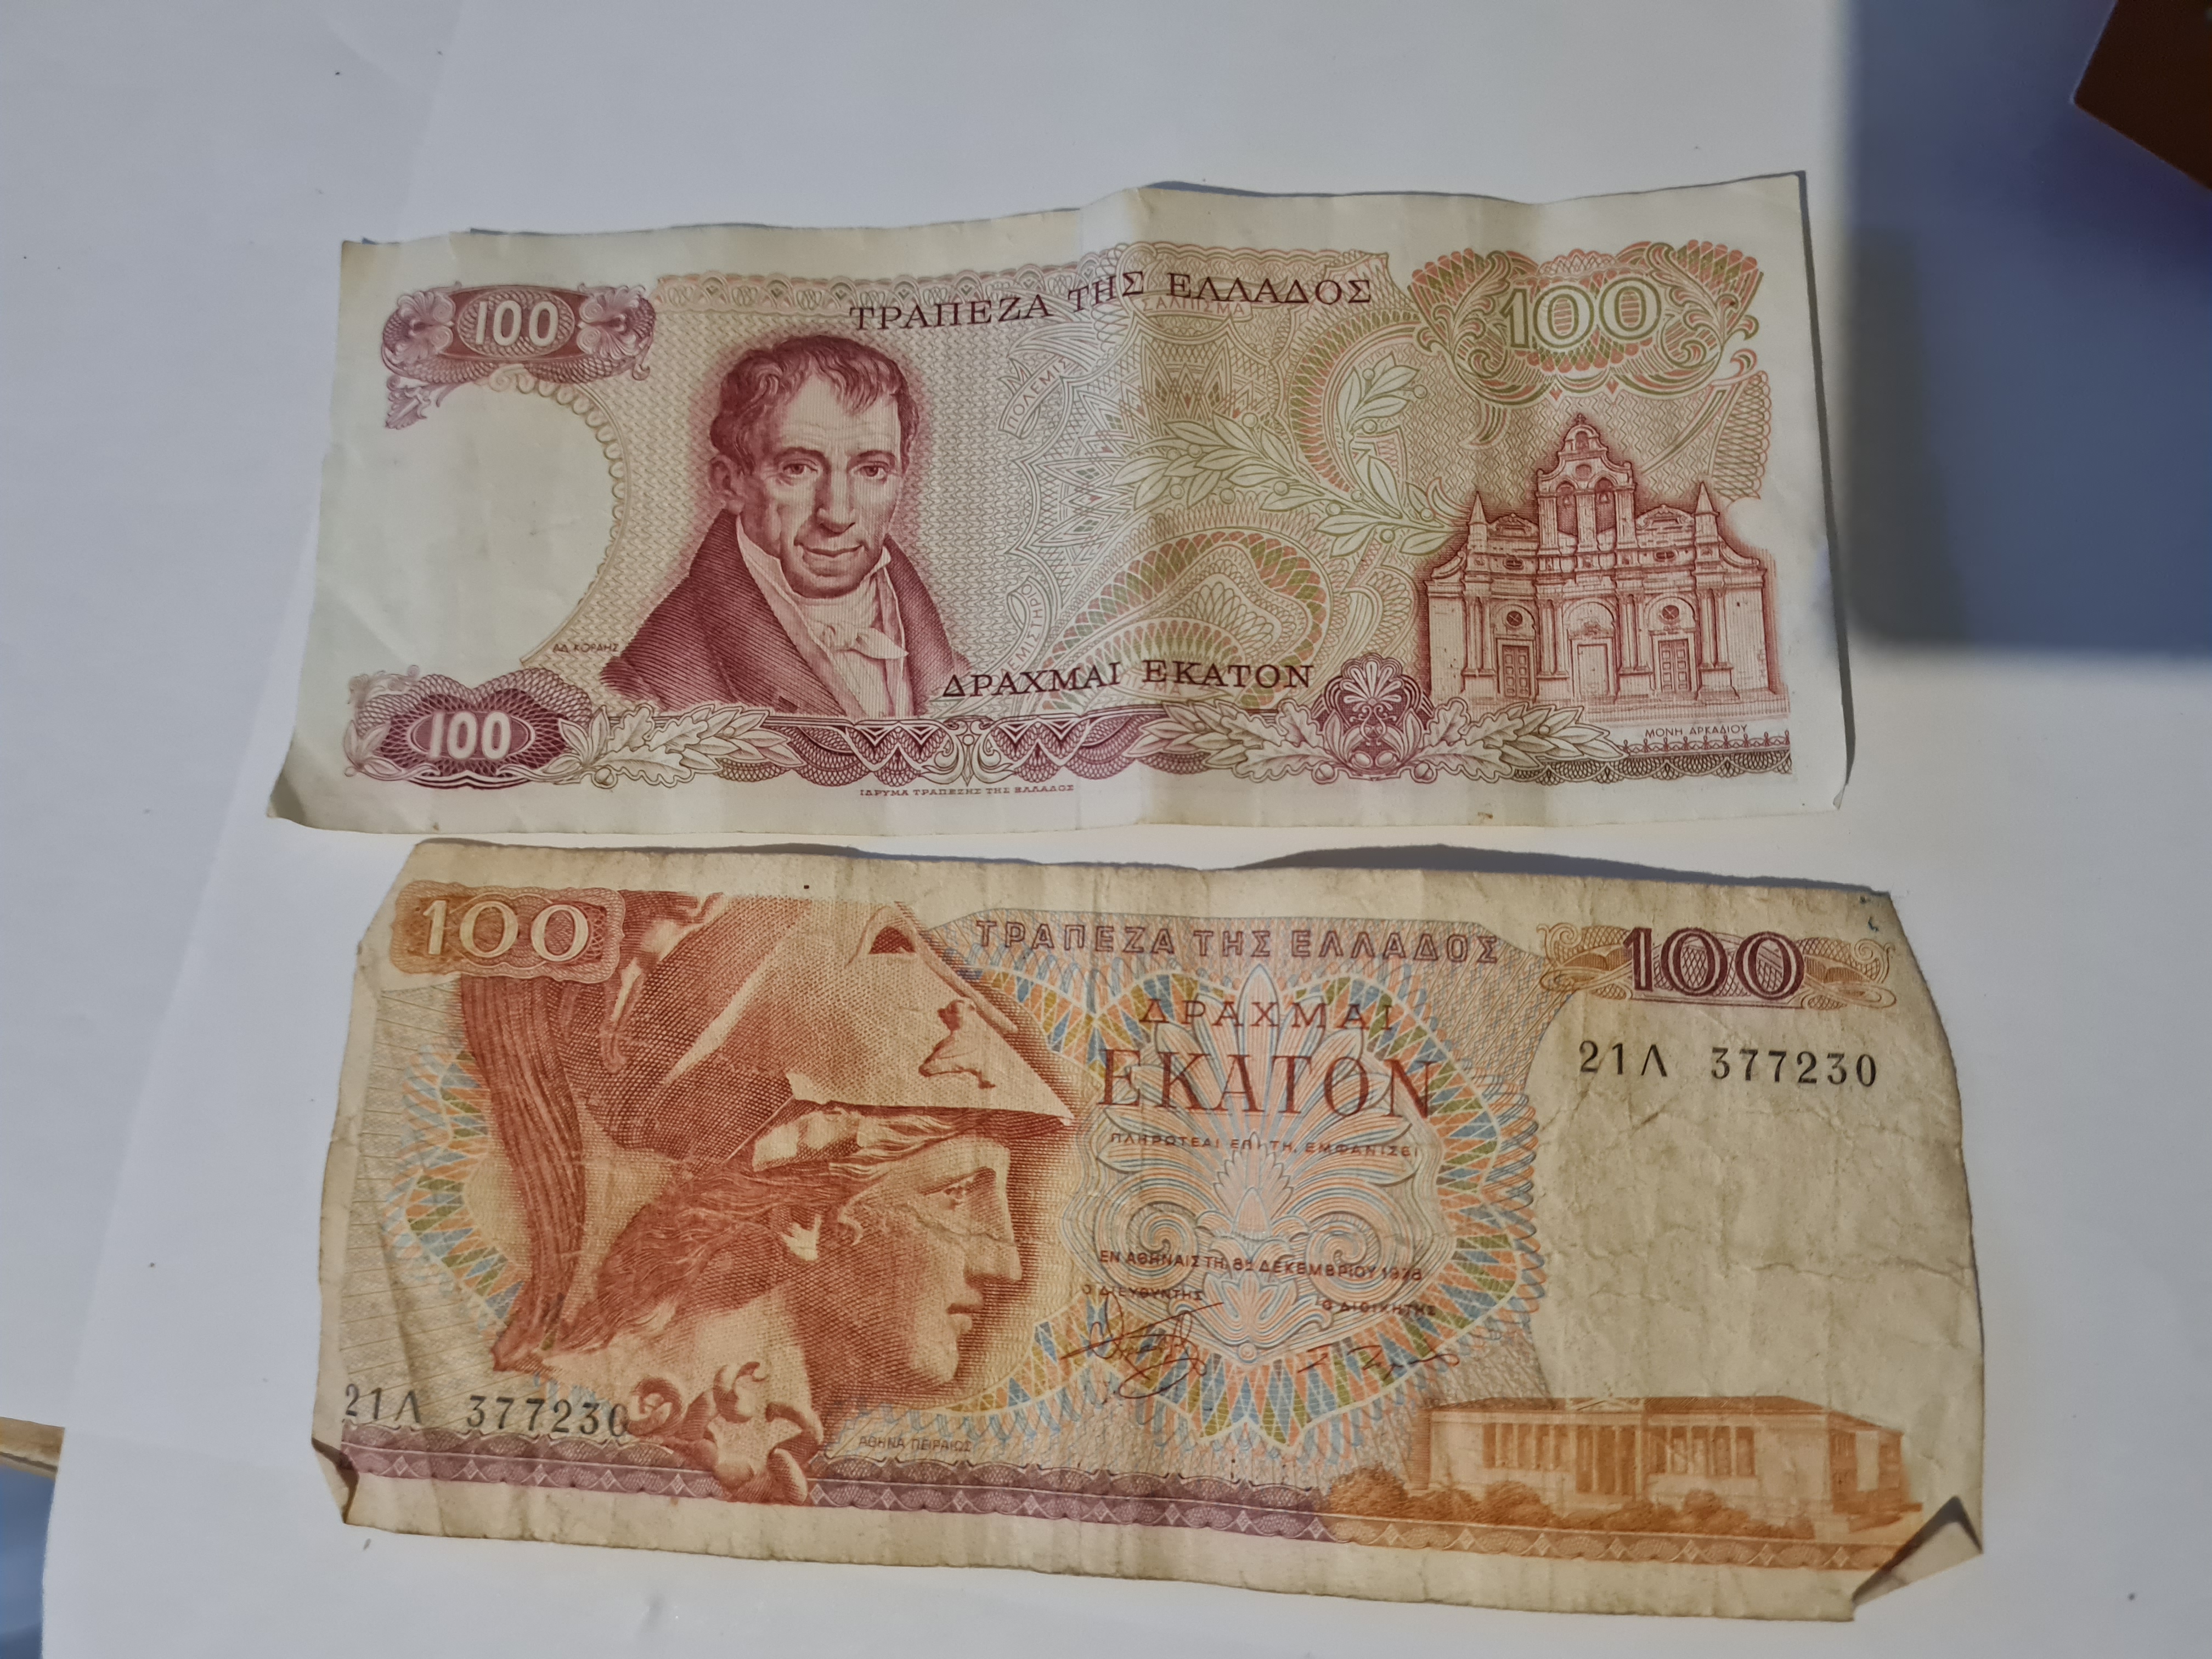 100
ΤΡΑΠΕΖΑ ΤΗΣ ΕΛΛΑΔΟΣ
100
ΑΔ. ΚΟΡΑΗΣ
ΔΡΑΧΜΑΙ ΕΚΑΤΟΝ
100
ΜΟΝΗ ΑΡΚΑΔΙΟΥ
ΙΔΡΥΜΑ ΤΡΑΠΕΖΗΣ ΤΗΣ ΕΛΛΑΔΟΣ
100
ΤΡΑΠΕΖΑ ΤΗΣ ΕΛΛΑΔΟΣ
100
ΔΡΑΧΜΑΙ
ΕΚΑΤΟΝ
21Λ 377230
ΠΛΗΡΩΤΕΑΙ ΕΠΙ ΤΗ ΕΜΦΑΝΙΣΕΙ
ΕΝ ΑΘΗΝΑΙΣ ΤΗ 8ῃ ΔΕΚΕΜΒΡΙΟΥ 1978
Ο ΔΙΕΥΘΥΝΤΗΣ
Ο ΔΙΟΙΚΗΤΗΣ
21Λ 377230
ΑΘΗΝΑ ΠΕΙΡΑΙΩΣ